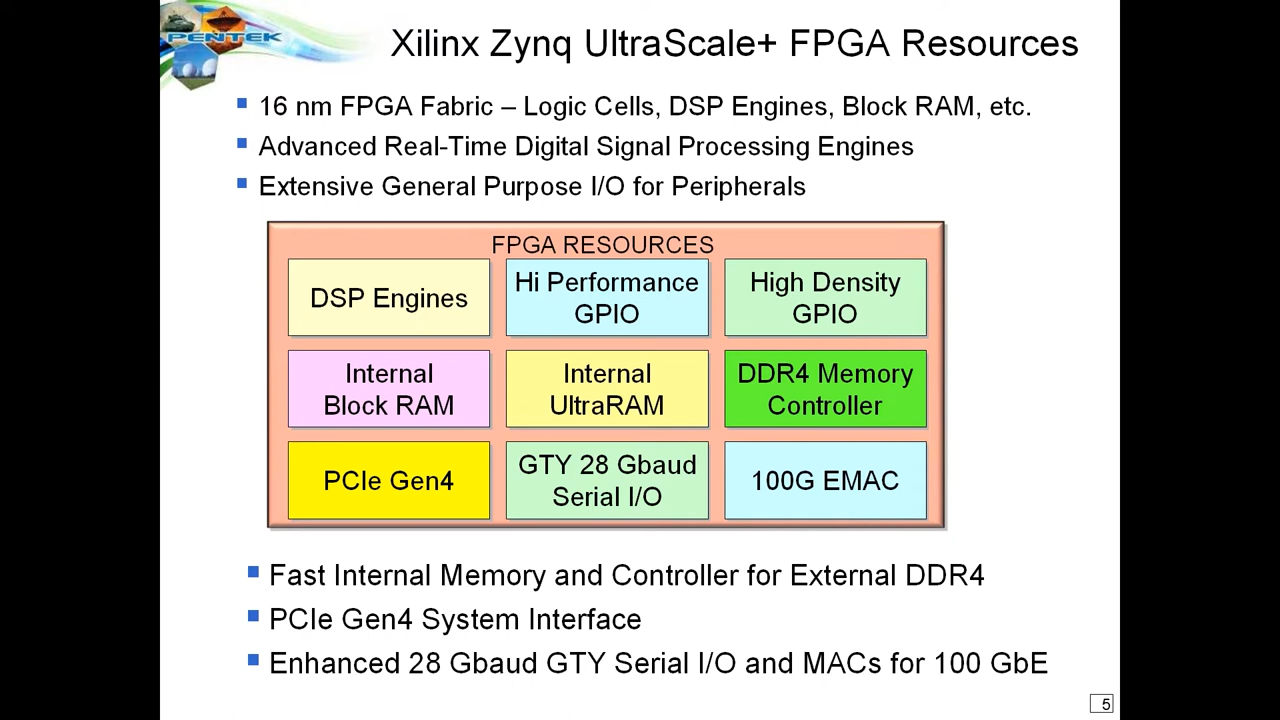 PENTEK
Xilinx Zynq UltraScale+ FPGA Resources
16 nm FPGA Fabric – Logic Cells, DSP Engines, Block RAM, etc.
Advanced Real-Time Digital Signal Processing Engines
Extensive General Purpose I/O for Peripherals
FPGA RESOURCES
DSP Engines
Hi Performance
GPIO
High Density
GPIO
Internal
Block RAM
Internal
UltraRAM
DDR4 Memory
Controller
PCIe Gen4
GTY 28 Gbaud
Serial I/O
100G EMAC
Fast Internal Memory and Controller for External DDR4
PCIe Gen4 System Interface
Enhanced 28 Gbaud GTY Serial I/O and MACs for 100 GbE
5